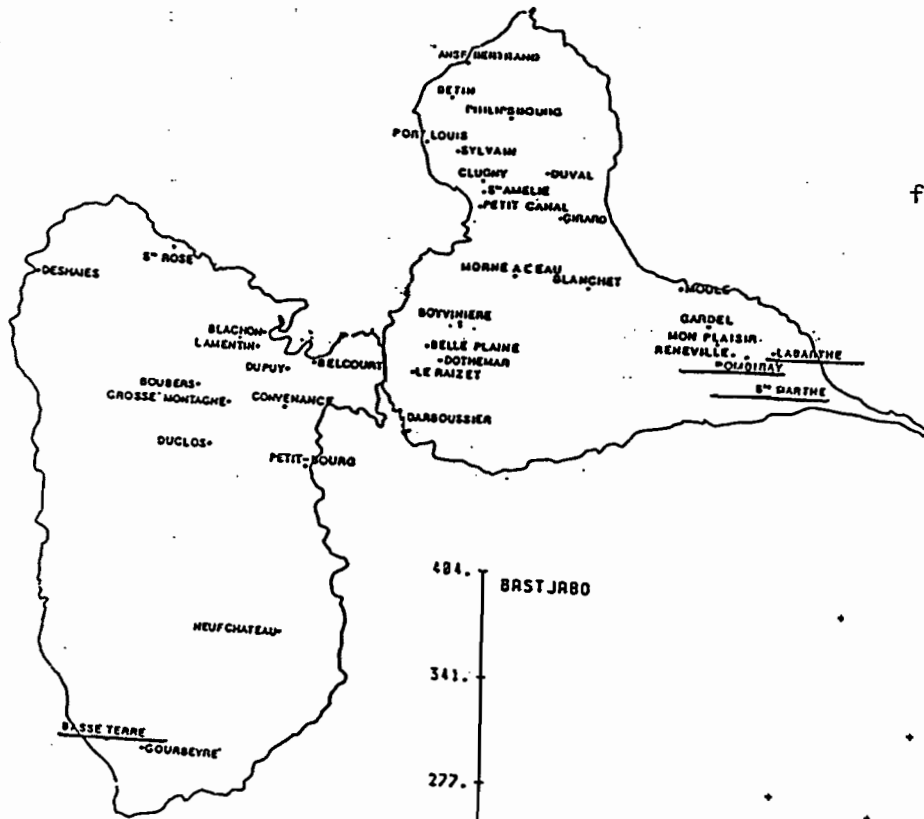 ANSE BERTRAND
BETIN
PHILIPSBOURG
PORT LOUIS
SYLVAIN
CLUGNY
DUVAL
Ste AMELIE
f
PETIT CANAL
GIRARD
Ste ROSE
DESHAIES
MORNE A L'EAU
BLANCHET
MOULE
BOYVINIERE
GARDEL
BLACHON
LAMENTIN
MON PLAISIR
BELLE PLAINE
RENEVILLE
LABARTHE
DUPUY
BELCOURT
DOTHEMAR
LE RAIZET
BOUBERS
GROSSE MONTAGNE
CONVENANCE
Ste MARTHE
DARBOUSSIER
DUCLOS
PETIT-BOURG
404.
BASTJABO
NEUFCHATEAU
341.
BASSE TERRE
GOURBEYRE
277.